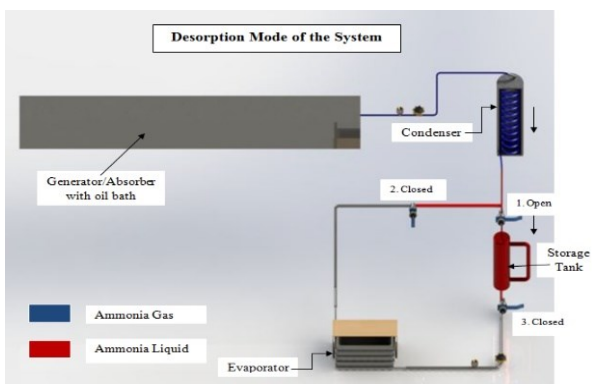 Desorption Mode of the System
Condenser
Generator/Absorber
with oil bath
2. Closed
1. Open
Storage
Tank
Ammonia Gas
3. Closed
Ammonia Liquid
Evaporator